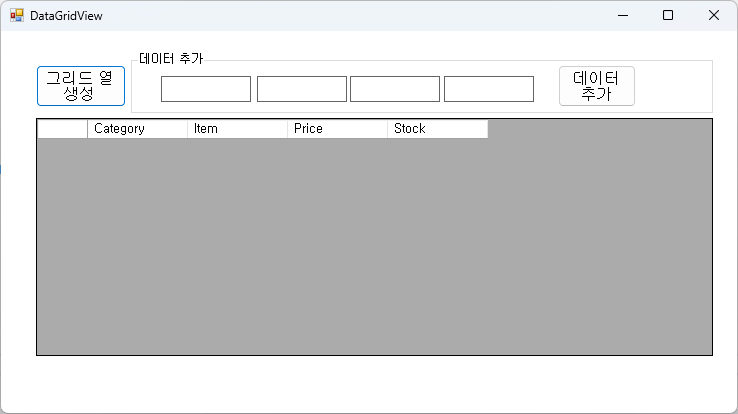 DataGridView
데이터 추가
그리드 열
생성
데이터
추가
Category Item Price Stock